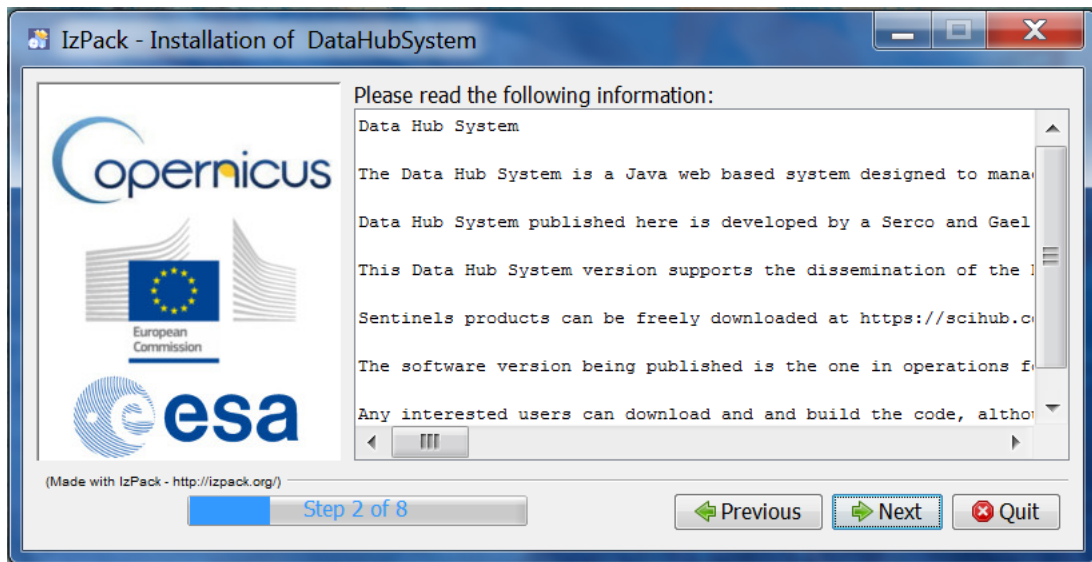 IzPack - Installation of DataHubSystem
Please read the following information:
Data Hub System
The Data Hub System is a Java web based system designed to
Data Hub System published here is developed by a Serco and Gael
This Data Hub System version supports the dissemination of the
Sentinels products can be freely downloaded at
The software version being published is the one in operations
Any interested users can download and and build the code,
opernicus
European
Commission
esa
(Made with IzPack - http://izpack.org/)
Step 2 of 8
Previous
Next
Quit